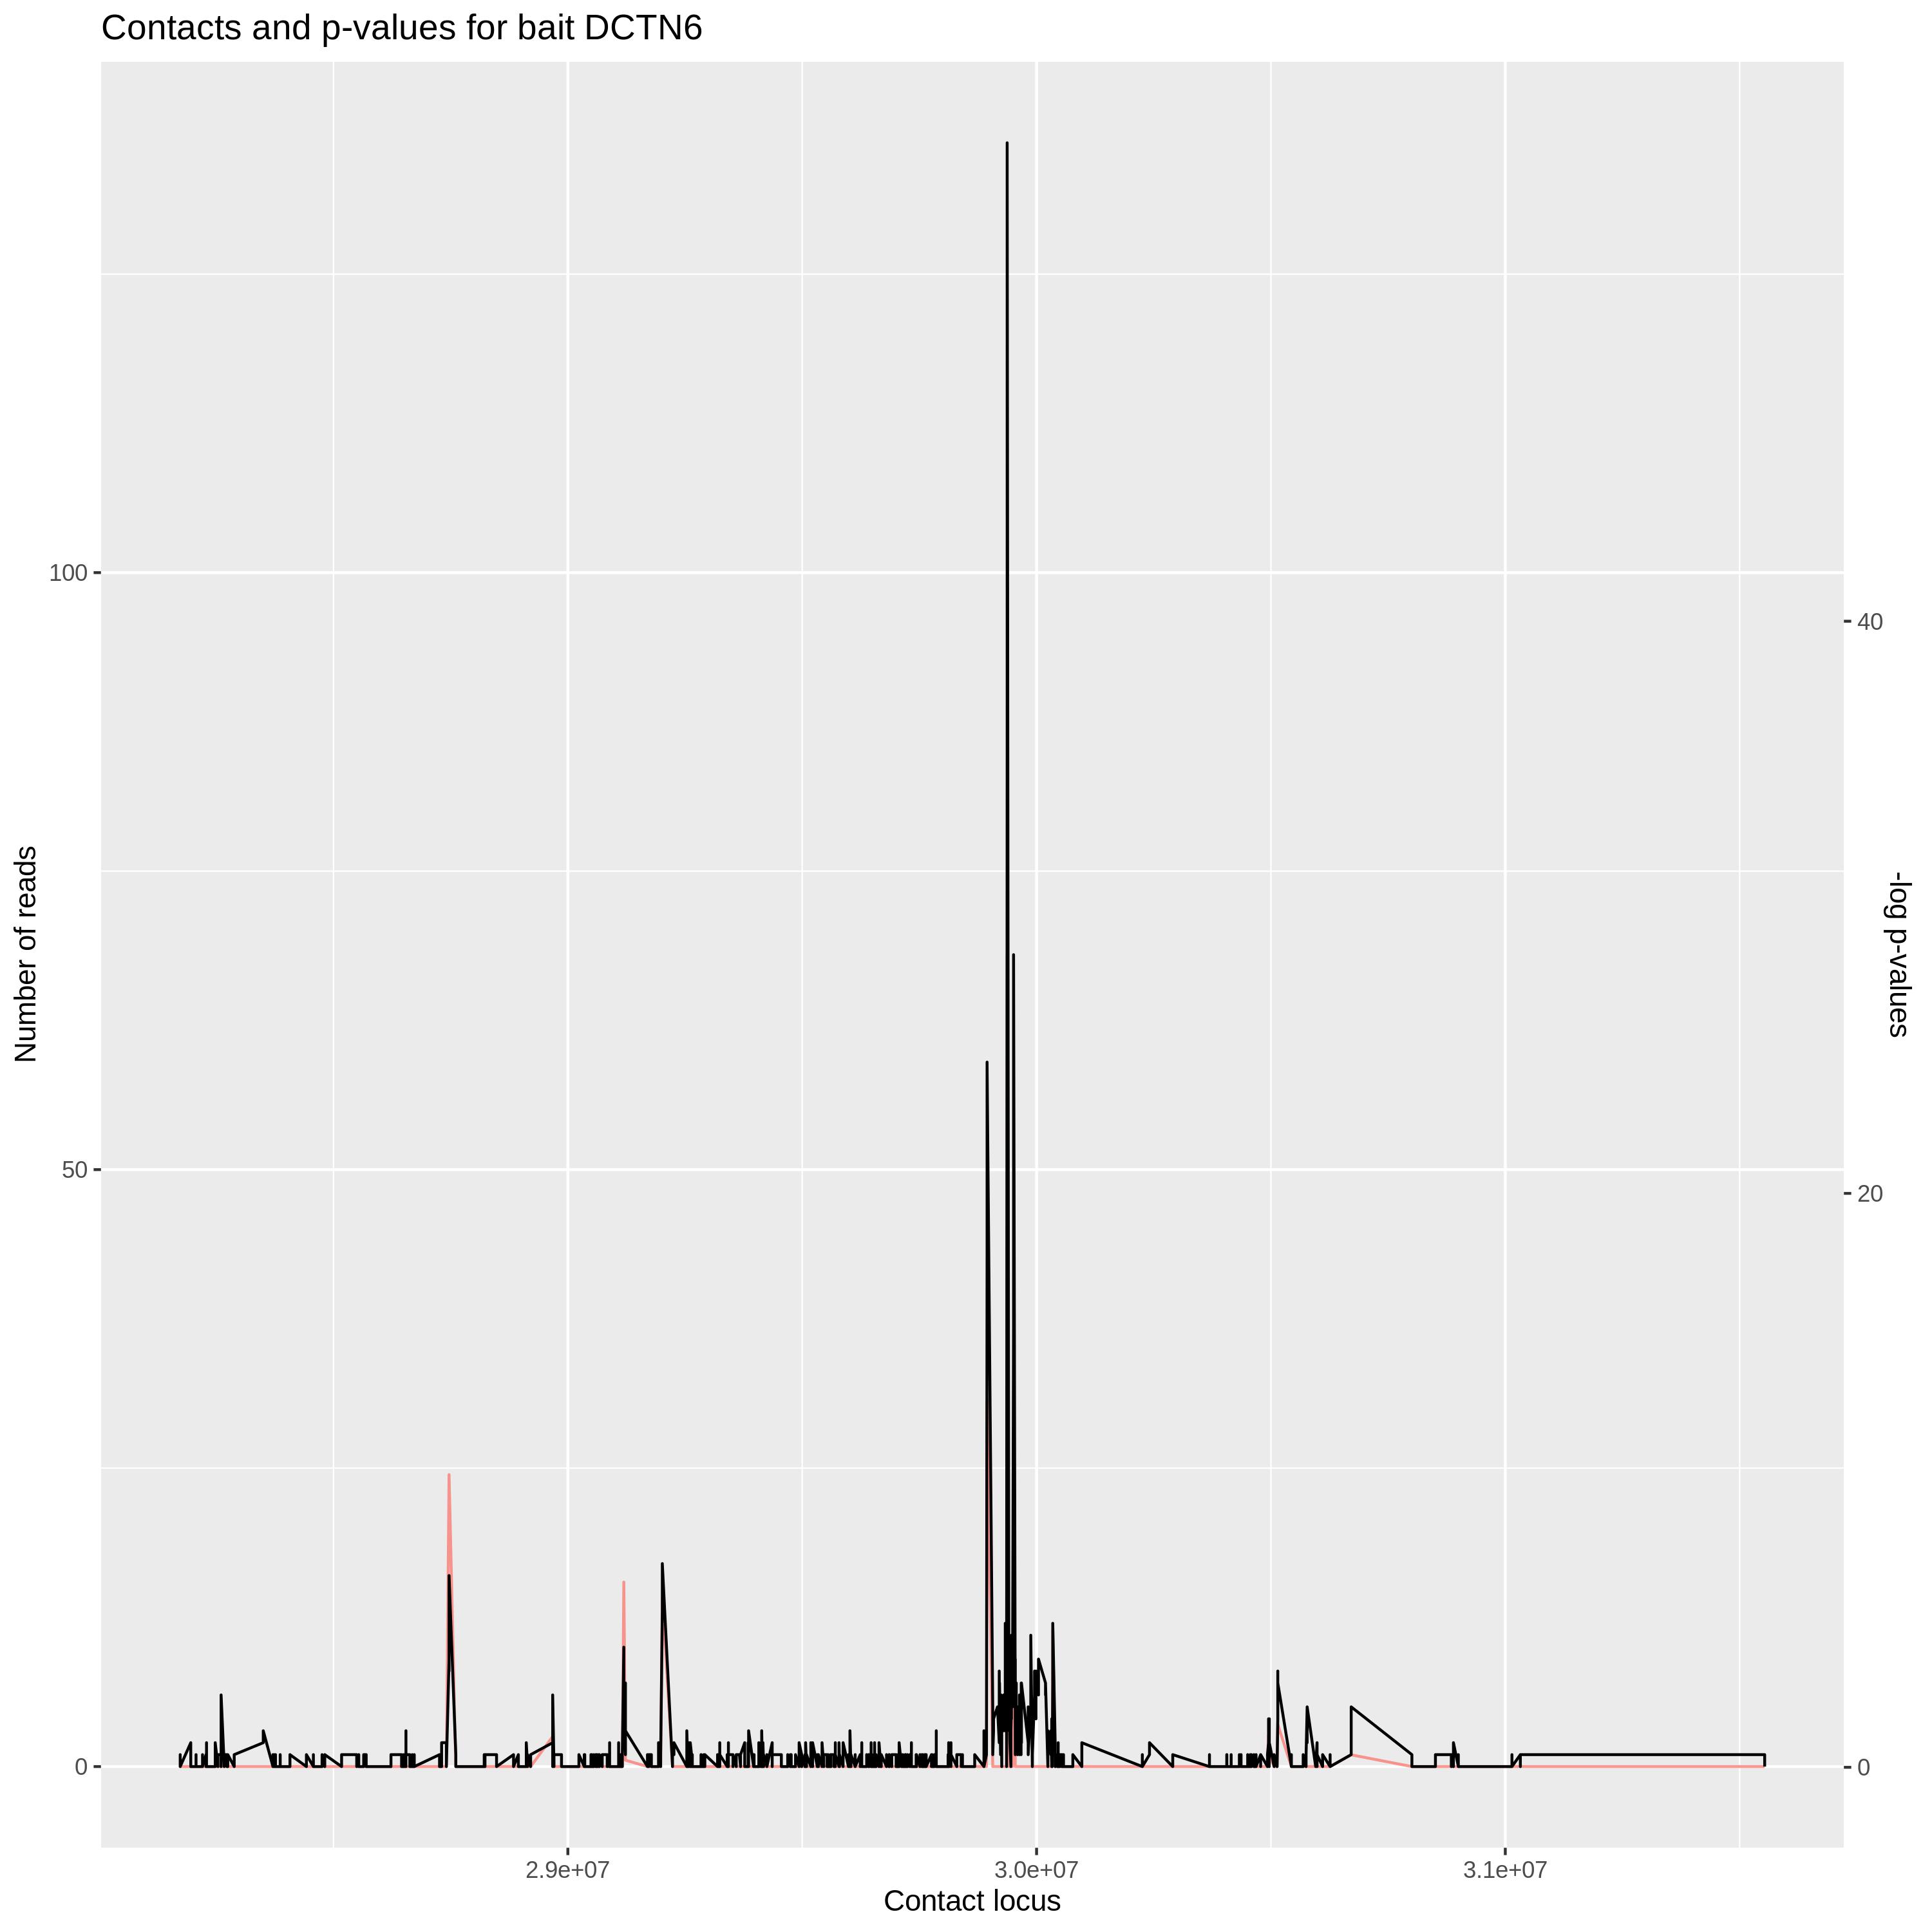 Contacts and p-values for bait DCTN6
100
50
0
Number of reads
40
20
0
-log p-values
2.9e+07
3.0e+07
3.1e+07
Contact locus